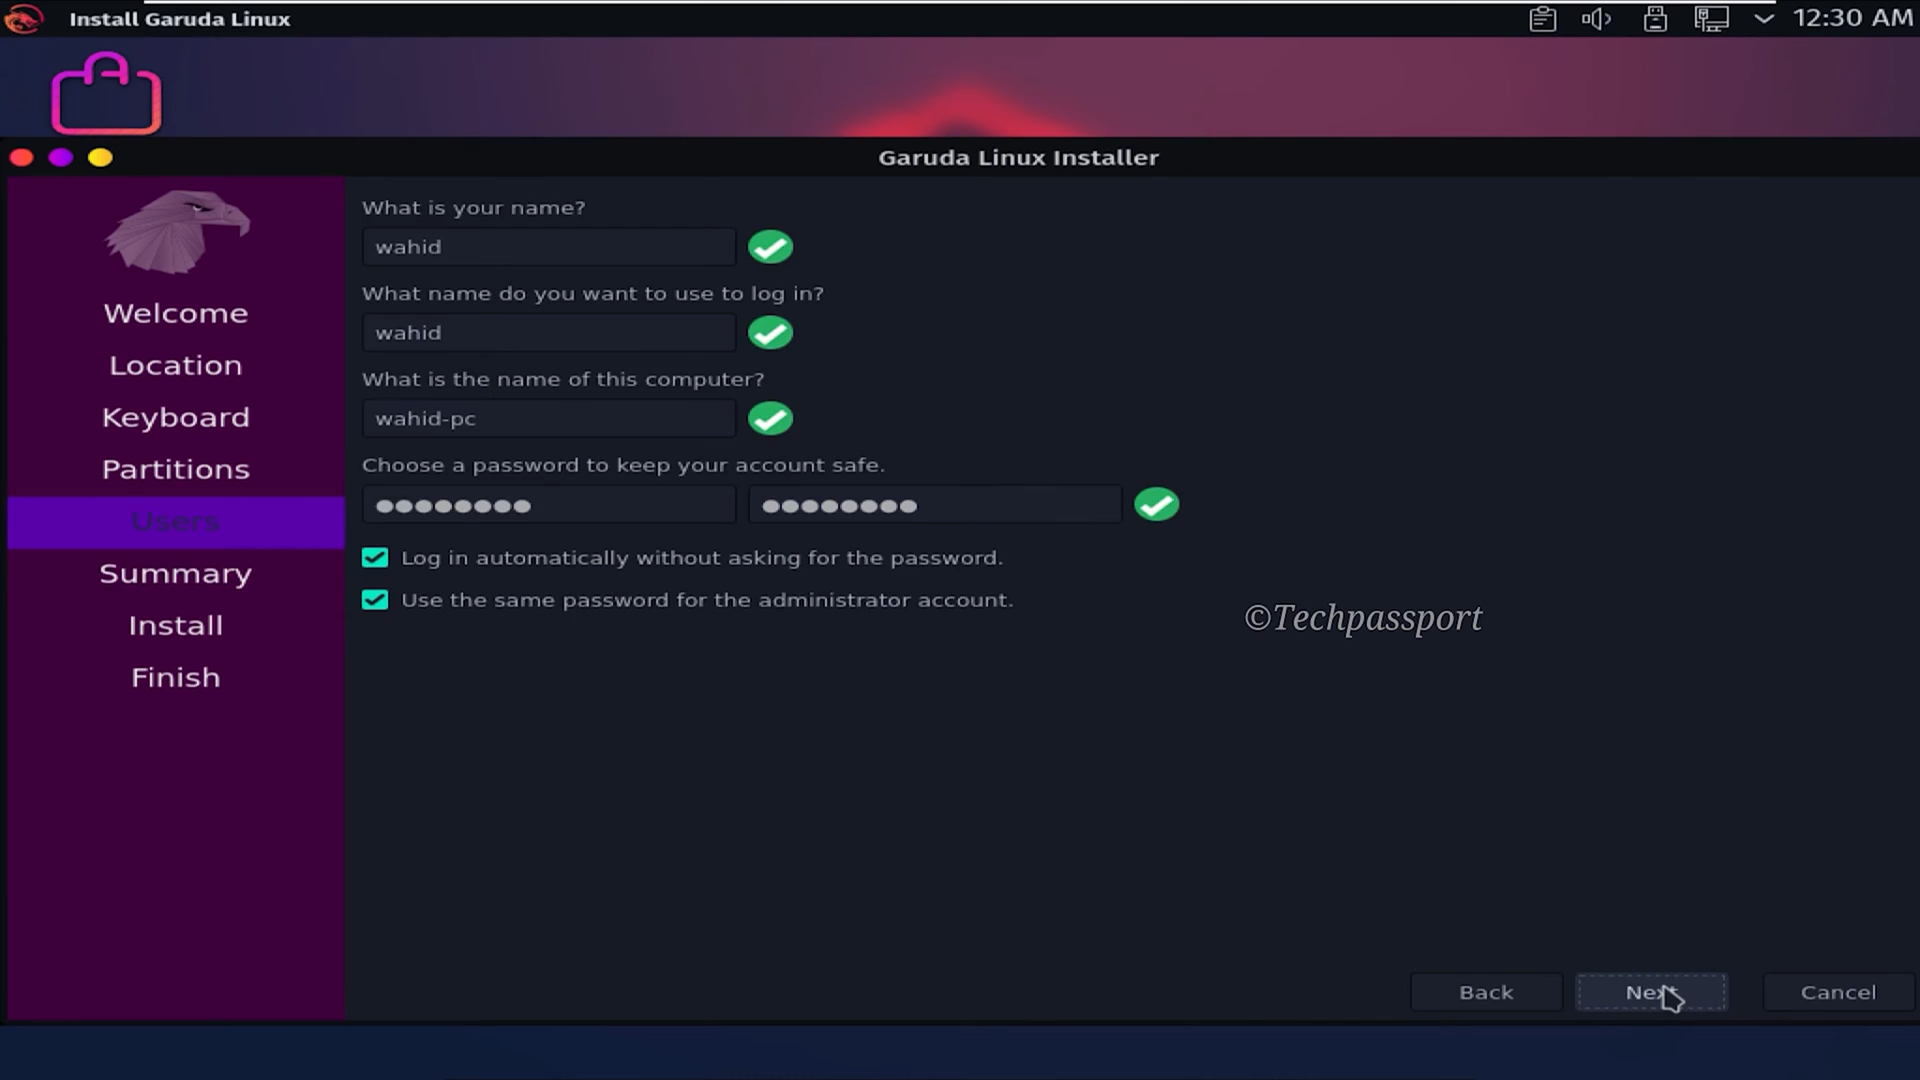 Install Garuda Linux
12:30 AM
Garuda Linux Installer
What is your name?
wahid
What name do you want to use to log in?
wahid
What is the name of this computer?
wahid-pc
Choose a password to keep your account safe.
Log in automatically without asking for the password.
Use the same password for the administrator account.
Welcome
Location
Keyboard
Partitions
Users
Summary
Install
Finish
©Techpassport
Back
Next
Cancel